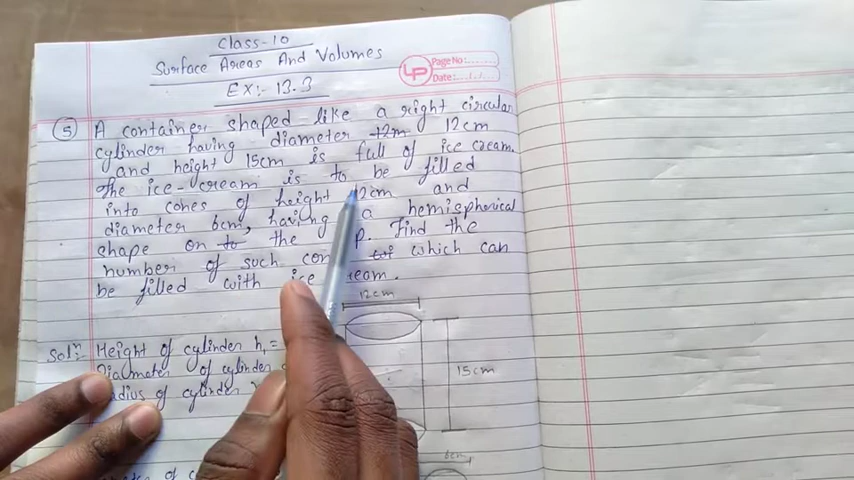 Class-10
Surface Areas And Volumes
EX:- 13.3
LP
Page No:.......
Date:..../..../
5 A container shaped like a right circular
cylinder having diameter 12m 12cm
and height 15cm is full of ice cream.
The ice-cream is to be filled
into cones of height 12cm and
diameter 6cm, having a hemispherical
shape on to the Find the
number of such which can
be filled with ice
12cm
Solⁿ:- Height of cylinder h₁ =
Diameter of cylinder
15cm
radius of cylinder
6cm